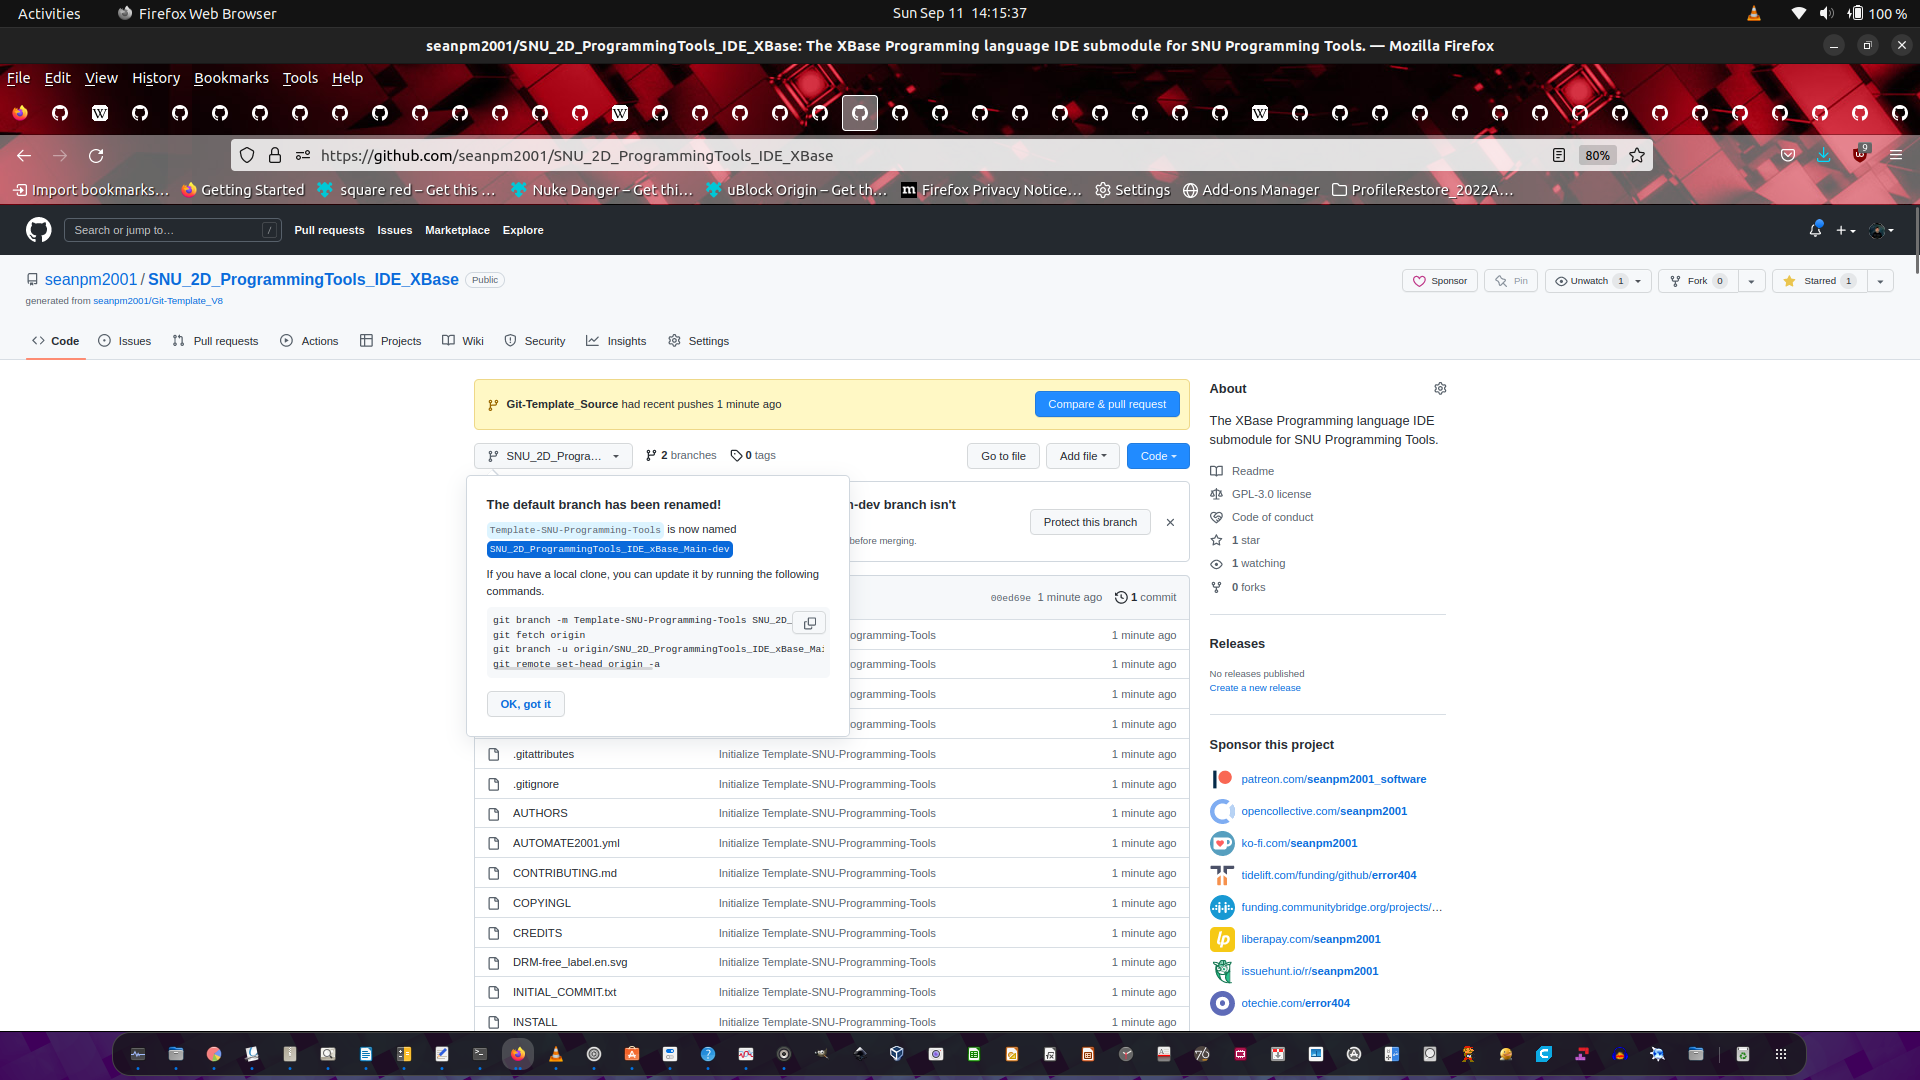 Activities
Firefox Web Browser
Sun Sep 11 14:15:37
100 %
seanpm2001/SNU_2D_ProgrammingTools_IDE_XBase: The XBase Programming language IDE submodule for SNU Programming Tools. — Mozilla Firefox
File Edit View History Bookmarks Tools Help
https://github.com/seanpm2001/SNU_2D_ProgrammingTools_IDE_XBase
80%
9
Import bookmarks…
Getting Started
square red – Get this …
Nuke Danger – Get thi…
uBlock Origin – Get th…
Firefox Privacy Notice…
Settings
Add-ons Manager
ProfileRestore_2022A…
Search or jump to…
/
Pull requests
Issues
Marketplace
Explore
seanpm2001 / SNU_2D_ProgrammingTools_IDE_XBase
Public
Sponsor
Pin
Unwatch 1
Fork 0
Starred 1
generated from seanpm2001/Git-Template_V8
Code
Issues
Pull requests
Actions
Projects
Wiki
Security
Insights
Settings
Git-Template_Source had recent pushes 1 minute ago
Compare & pull request
SNU_2D_Progra…
2 branches
0 tags
Go to file
Add file
Code
The default branch has been renamed!
Template-SNU-Programming-Tools is now named
SNU_2D_ProgrammingTools_IDE_xBase_Main-dev
If you have a local clone, you can update it by running the following
commands.
git branch -m Template-SNU-Programming-Tools SNU_2D_
git fetch origin
git branch -u origin/SNU_2D_ProgrammingTools_IDE_xBase_Mai
git remote set-head origin -a
OK, got it
n-dev branch isn't
before merging.
Protect this branch
00ed69e 1 minute ago
1 commit
ogramming-Tools 1 minute ago
ogramming-Tools 1 minute ago
ogramming-Tools 1 minute ago
ogramming-Tools 1 minute ago
.gitattributes Initialize Template-SNU-Programming-Tools 1 minute ago
.gitignore Initialize Template-SNU-Programming-Tools 1 minute ago
AUTHORS Initialize Template-SNU-Programming-Tools 1 minute ago
AUTOMATE2001.yml Initialize Template-SNU-Programming-Tools 1 minute ago
CONTRIBUTING.md Initialize Template-SNU-Programming-Tools 1 minute ago
COPYINGL Initialize Template-SNU-Programming-Tools 1 minute ago
CREDITS Initialize Template-SNU-Programming-Tools 1 minute ago
DRM-free_label.en.svg Initialize Template-SNU-Programming-Tools 1 minute ago
INITIAL_COMMIT.txt Initialize Template-SNU-Programming-Tools 1 minute ago
INSTALL Initialize Template-SNU-Programming-Tools 1 minute ago
About
The XBase Programming language IDE
submodule for SNU Programming Tools.
Readme
GPL-3.0 license
Code of conduct
1 star
1 watching
0 forks
Releases
No releases published
Create a new release
Sponsor this project
patreon.com/seanpm2001_software
opencollective.com/seanpm2001
ko-fi.com/seanpm2001
tidelift.com/funding/github/error404
funding.communitybridge.org/projects/…
liberapay.com/seanpm2001
issuehunt.io/r/seanpm2001
otechie.com/error404